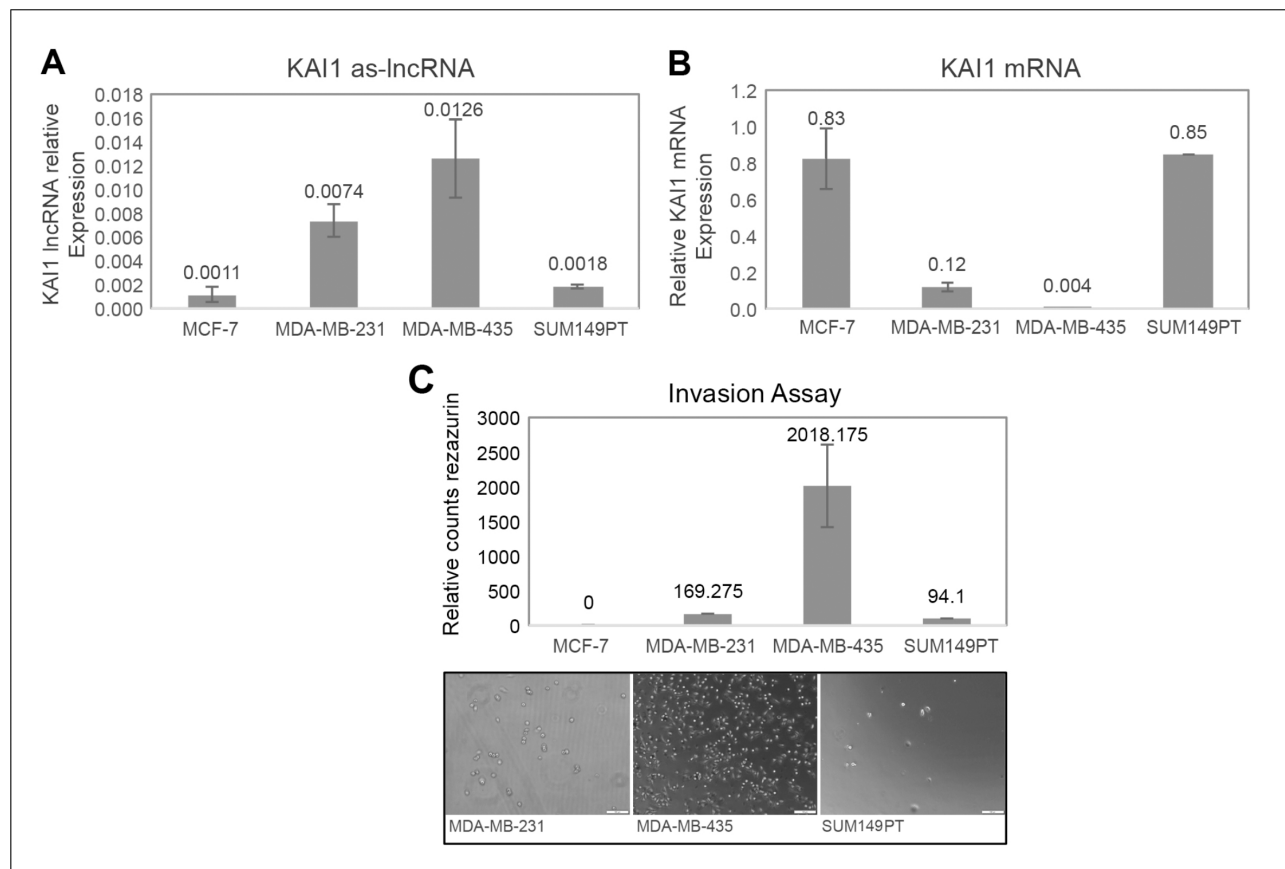 A
KAI1 as-lncRNA
KAI1 lncRNA relative
Expression
0.018
0.016
0.014
0.012
0.010
0.008
0.006
0.004
0.002
0.000
0.0011
0.0074
0.0126
0.0018
MCF-7 MDA-MB-231 MDA-MB-435 SUM149PT
B
KAI1 mRNA
Relative KAI1 mRNA
Expression
1.2
1.0
0.8
0.6
0.4
0.2
0.0
0.83
0.12
0.004
0.85
MCF-7 MDA-MB-231 MDA-MB-435 SUM149PT
C
Invasion Assay
Relative counts rezazurin
3000
2500
2000
1500
1000
500
0
0
169.275
2018.175
94.1
MCF-7 MDA-MB-231 MDA-MB-435 SUM149PT
MDA-MB-231 MDA-MB-435 SUM149PT